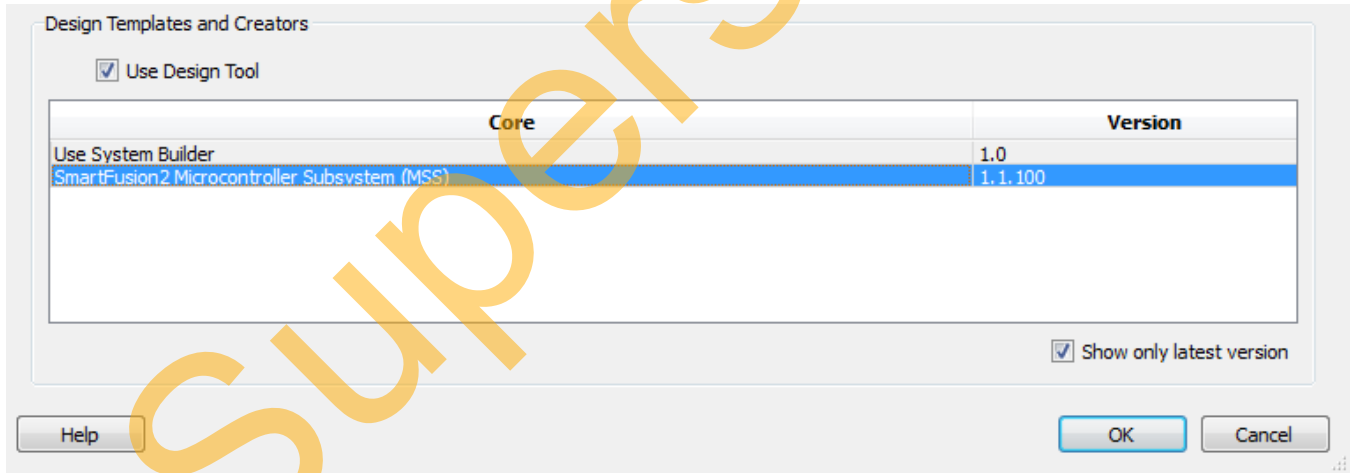 Design Templates and Creators
Use Design Tool
Core Version
Use System Builder 1.0
SmartFusion2 Microcontroller Subsystem (MSS) 1.1.100
Show only latest version
Help OK Cancel
Supers